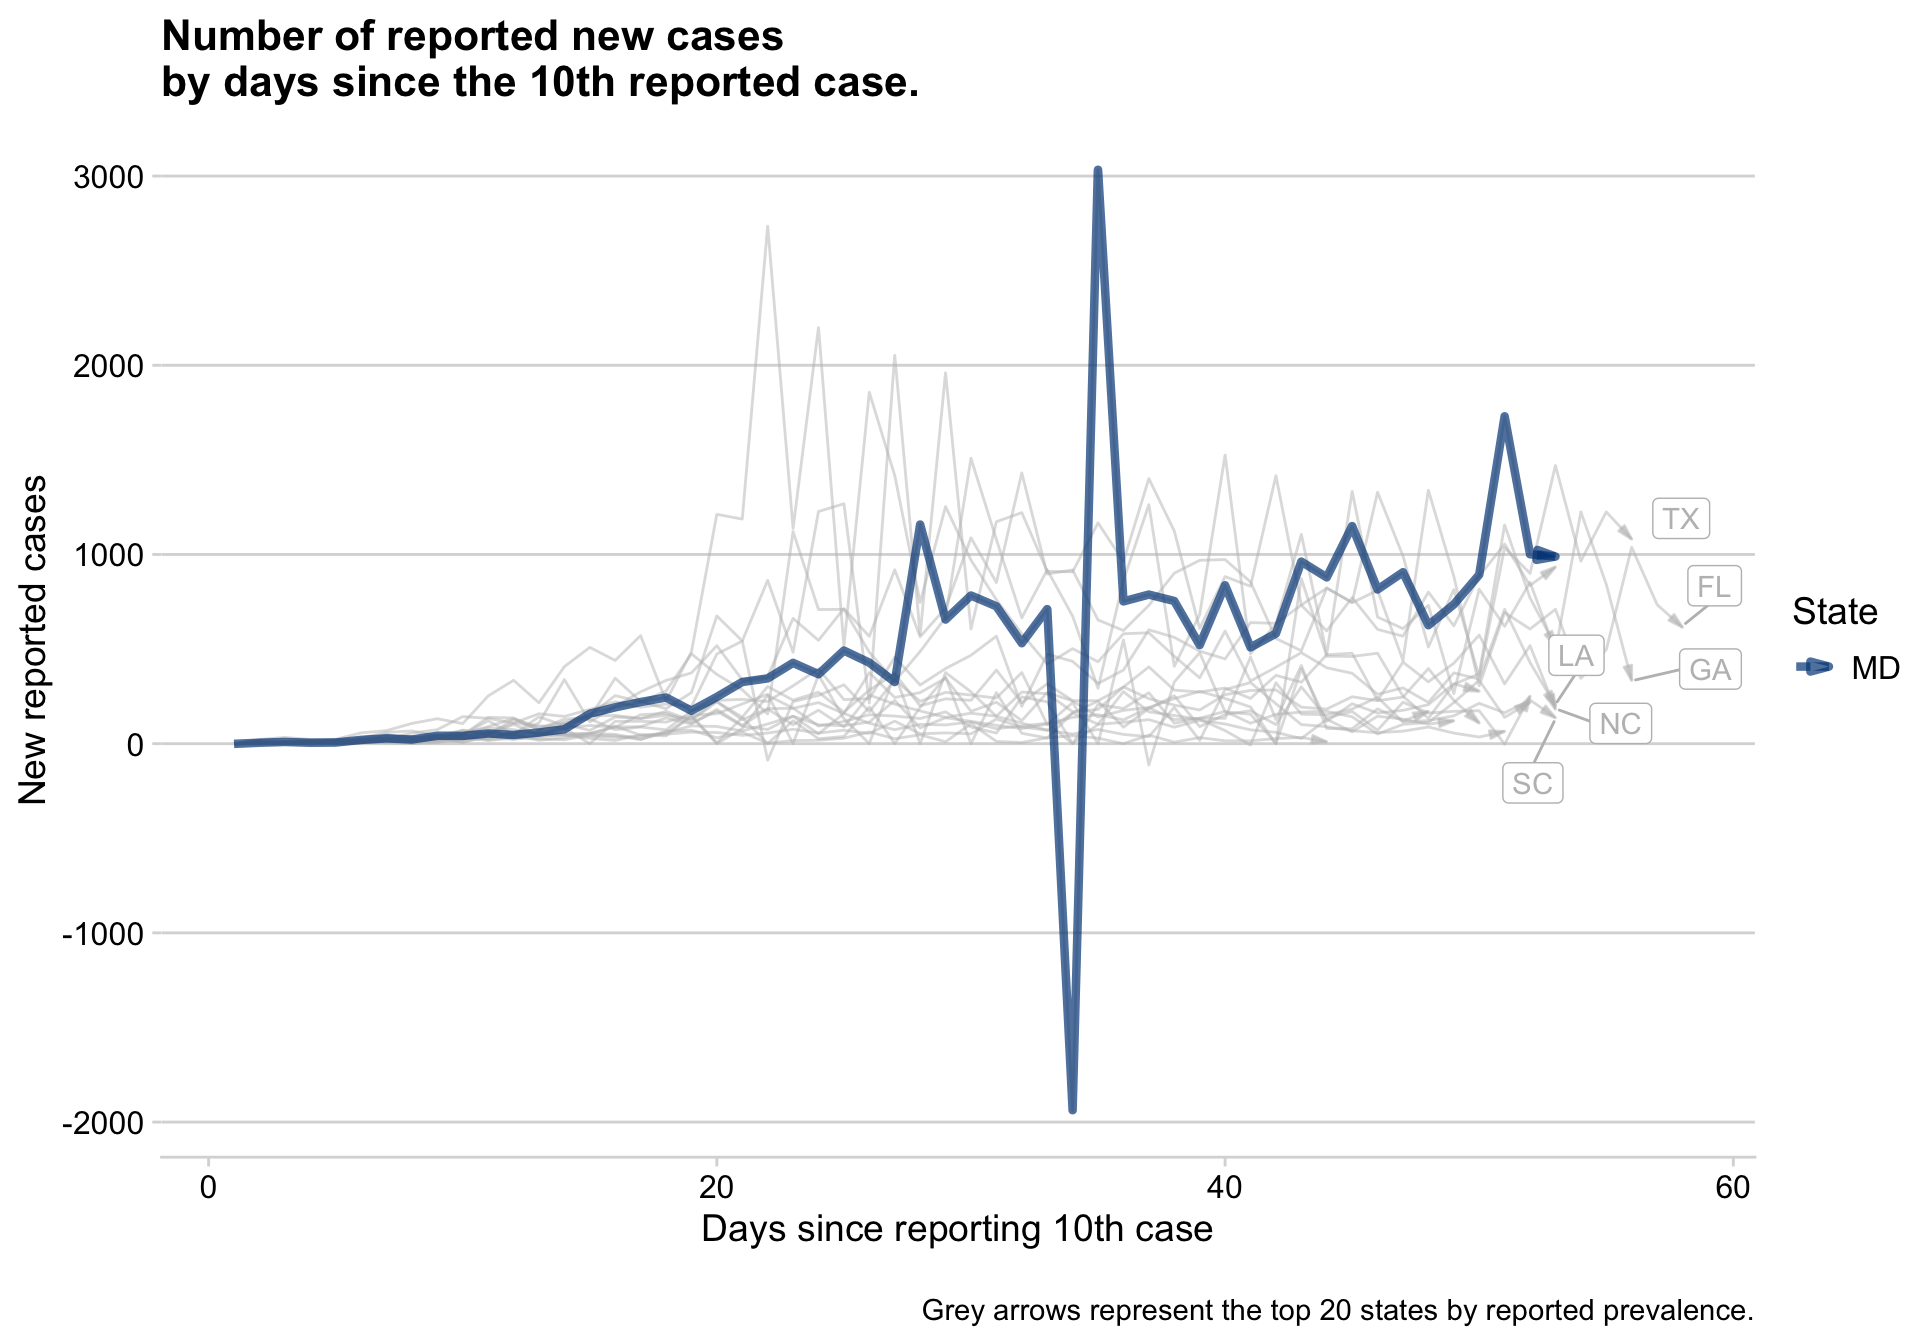 Number of reported new cases
by days since the 10th reported case.
3000
2000
1000
0
-1000
-2000
New reported cases
TX
FL
LA
GA
NC
SC
State
MD
0
20
40
60
Days since reporting 10th case
Grey arrows represent the top 20 states by reported prevalence.